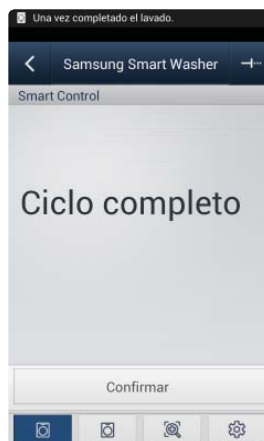 Una vez completado el lavado.
Samsung Smart Washer
Smart Control
Ciclo completo
Confirmar